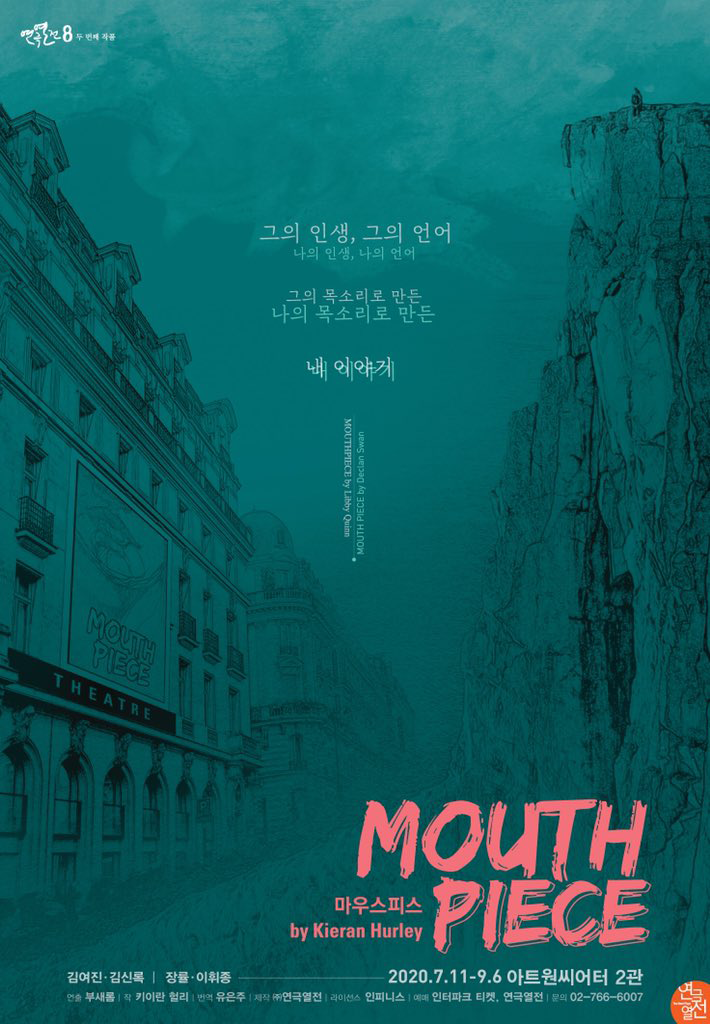 연극열전8 두 번째 작품
그의 인생, 그의 언어
나의 인생, 나의 언어
그의 목소리로 만든
나의 목소리로 만든
내 이야기
MOUTHPIECE by Libby Quinn
MOUTH PIECE by Declan Swan
MOUTH
PIECE
THEATRE
MOUTH
PIECE
마우스피스
by Kieran Hurley
김여진·김신록 | 장률·이휘종 2020.7.11-9.6 아트원씨어터 2관
연출 부새롬 | 작 키이란 헐리 | 번역 유은주 | 제작 ㈜연극열전 | 라이선스 인피니스 | 예매 인터파크 티켓, 연극열전 | 문의 02-766-6007
연극
열전